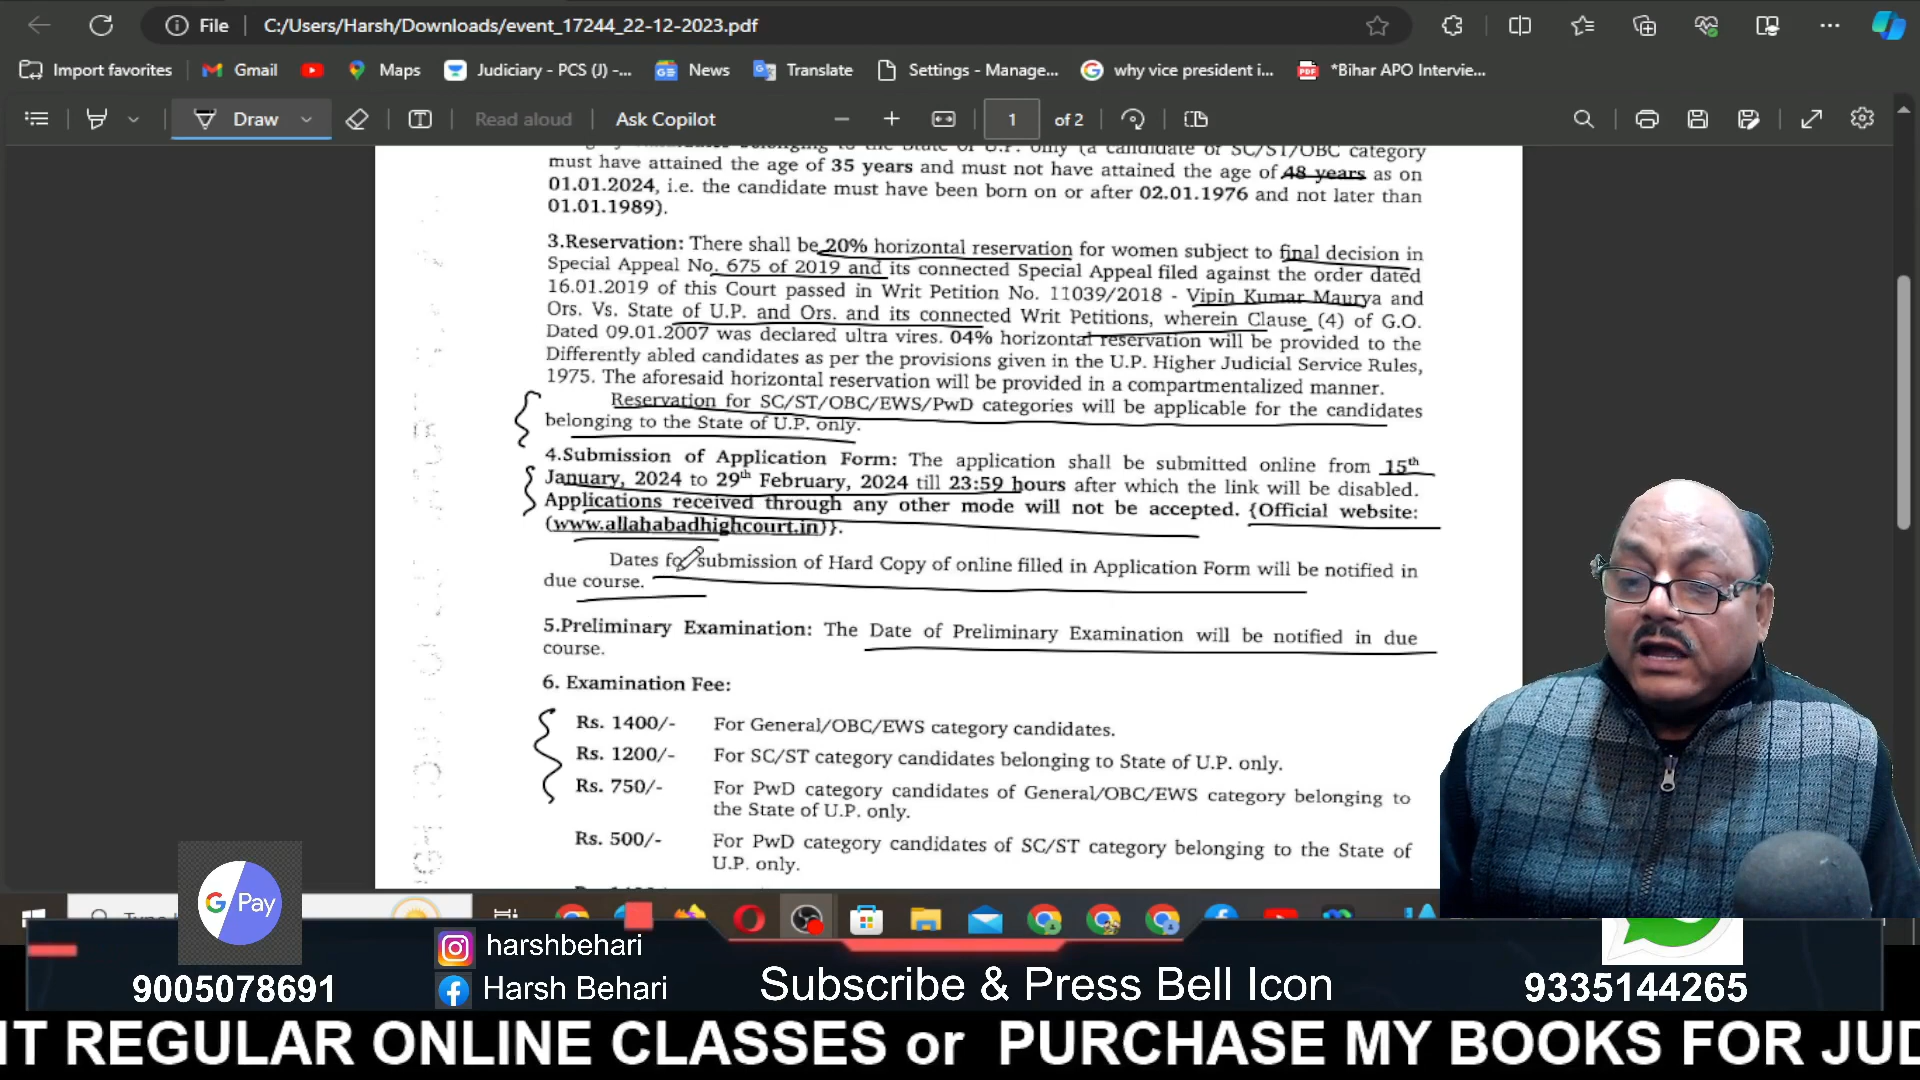 File
C:/Users/Harsh/Downloads/event_17244_22-12-2023.pdf
Import favorites
Gmail
Maps
Judiciary - PCS (J) -...
News
Translate
Settings - Manage...
why vice president i...
*Bihar APO Intervie...
Draw
Read aloud
Ask Copilot
1 of 2
candidates belonging to the State of U.P. only (a candidate of SC/ST/OBC category
must have attained the age of 35 years and must not have attained the age of 48 years as on
01.01.2024, i.e. the candidate must have been born on or after 02.01.1976 and not later than
01.01.1989).
3.Reservation: There shall be 20% horizontal reservation for women subject to final decision in
Special Appeal No. 675 of 2019 and its connected Special Appeal filed against the order dated
16.01.2019 of this Court passed in Writ Petition No. 11039/2018 - Vipin Kumar Maurya and
Ors. Vs. State of U.P. and Ors. and its connected Writ Petitions, wherein Clause (4) of G.O.
Dated 09.01.2007 was declared ultra vires. 04% horizontal reservation will be provided to the
Differently abled candidates as per the provisions given in the U.P. Higher Judicial Service Rules,
1975. The aforesaid horizontal reservation will be provided in a compartmentalized manner.
Reservation for SC/ST/OBC/EWS/PwD categories will be applicable for the candidates
belonging to the State of U.P. only.
4.Submission of Application Form: The application shall be submitted online from 15th
January, 2024 to 29th February, 2024 till 23:59 hours after which the link will be disabled.
Applications received through any other mode will not be accepted. {Official website:
(www.allahabadhighcourt.in)}.
Dates for submission of Hard Copy of online filled in Application Form will be notified in
due course.
5.Preliminary Examination: The Date of Preliminary Examination will be notified in due
course.
6. Examination Fee:
Rs. 1400/- For General/OBC/EWS category candidates.
Rs. 1200/- For SC/ST category candidates belonging to State of U.P. only.
Rs. 750/- For PwD category candidates of General/OBC/EWS category belonging to
the State of U.P. only.
Rs. 500/- For PwD category candidates of SC/ST category belonging to the State of
U.P. only.
G Pay
9005078691
harshbehari
Harsh Behari
Subscribe & Press Bell Icon
9335144265
IT REGULAR ONLINE CLASSES or PURCHASE MY BOOKS FOR JUD